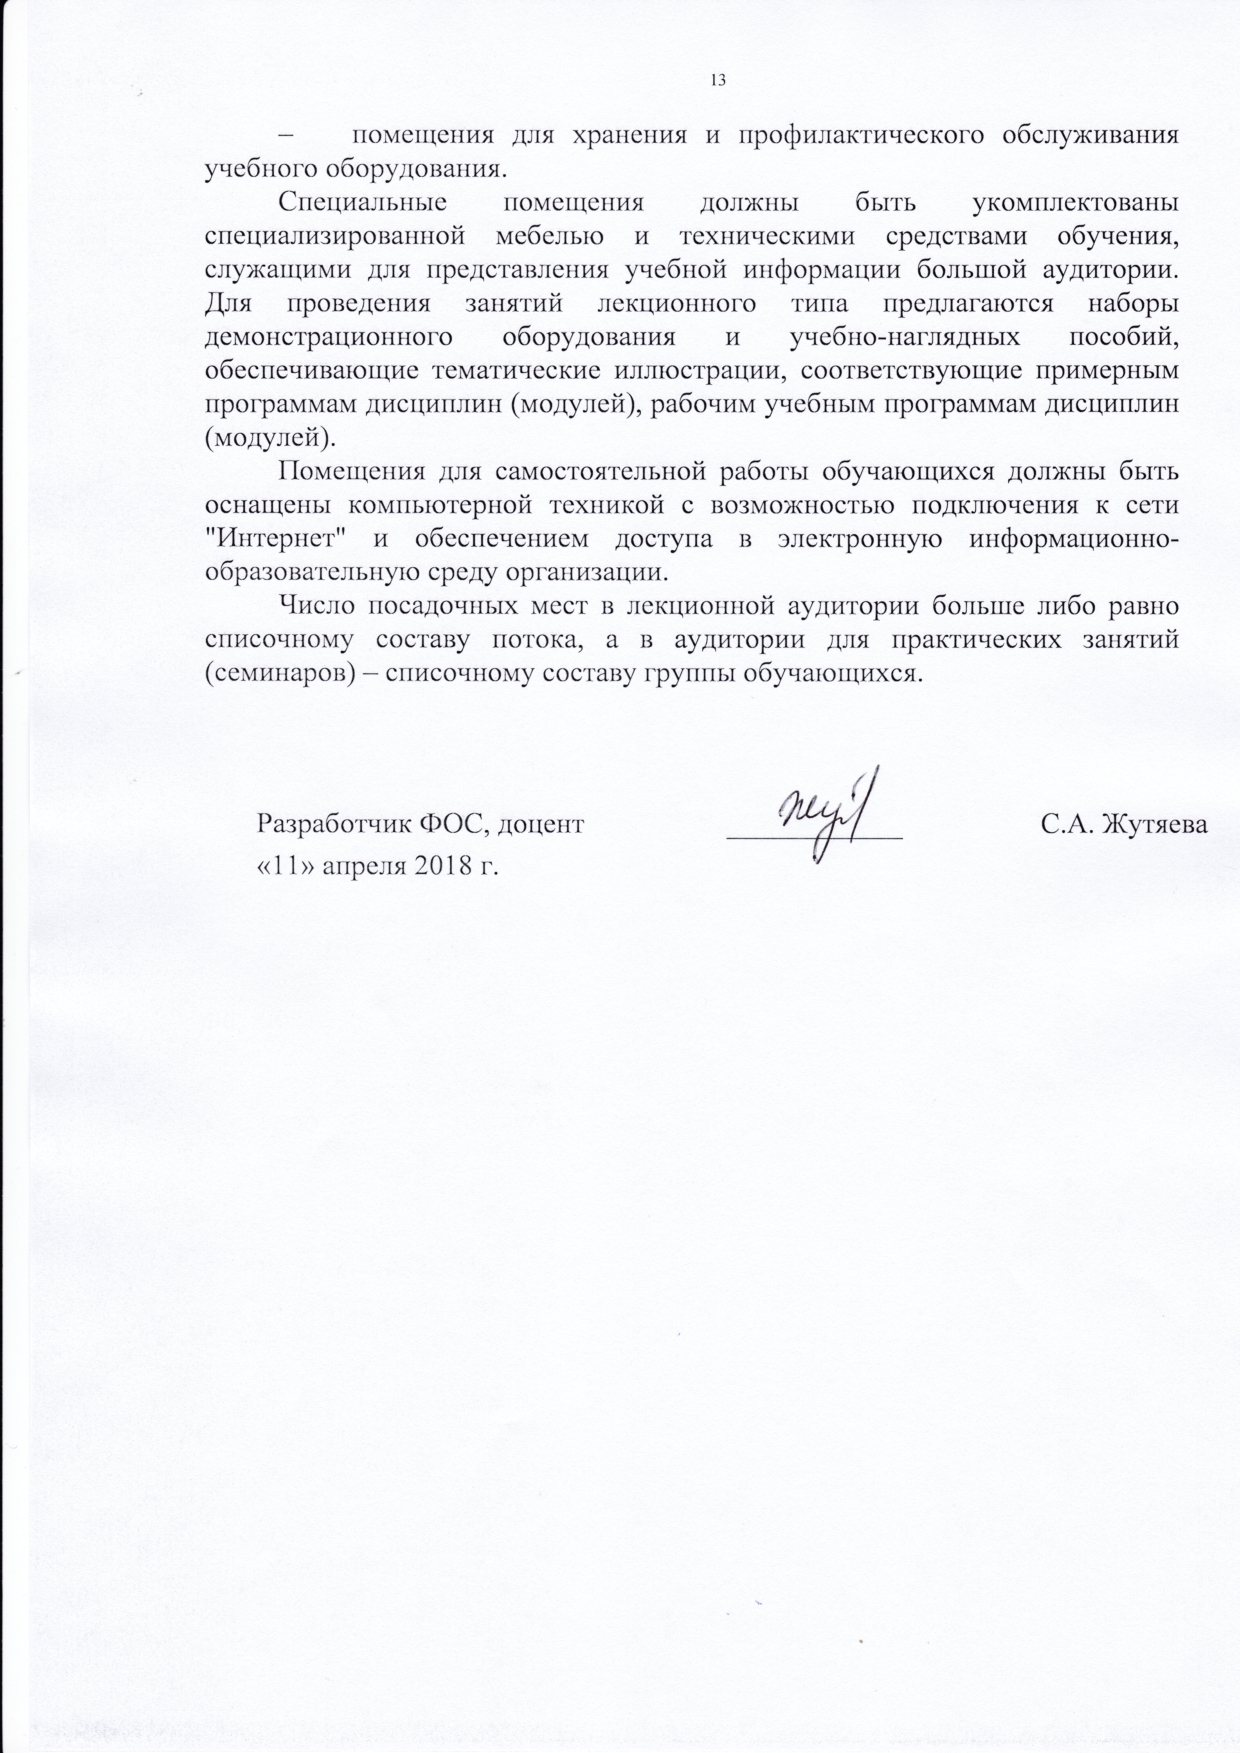 13
– помещения для хранения и профилактического обслуживания
учебного оборудования.
Специальные помещения должны быть укомплектованы
специализированной мебелью и техническими средствами обучения,
служащими для представления учебной информации большой аудитории.
Для проведения занятий лекционного типа предлагаются наборы
демонстрационного оборудования и учебно-наглядных пособий,
обеспечивающие тематические иллюстрации, соответствующие примерным
программам дисциплин (модулей), рабочим учебным программам дисциплин
(модулей).
Помещения для самостоятельной работы обучающихся должны быть
оснащены компьютерной техникой с возможностью подключения к сети
"Интернет" и обеспечением доступа в электронную информационно-
образовательную среду организации.
Число посадочных мест в лекционной аудитории больше либо равно
списочному составу потока, а в аудитории для практических занятий
(семинаров) – списочному составу группы обучающихся.
Разработчик ФОС, доцент С.А. Жутяева
«11» апреля 2018 г.